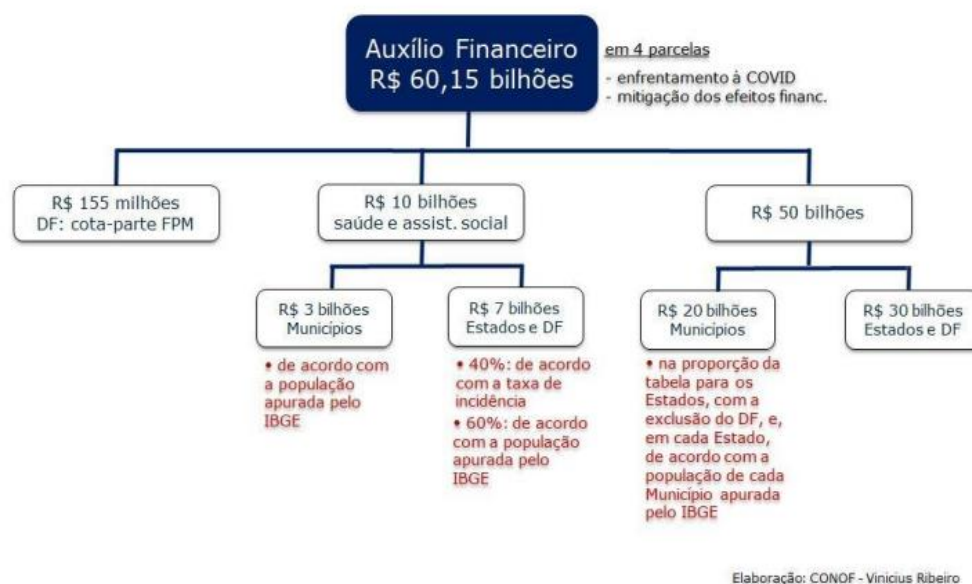 Auxílio Financeiro
R$ 60,15 bilhões
em 4 parcelas
- enfrentamento à COVID
- mitigação dos efeitos financ.
R$ 155 milhões
DF: cota-parte FPM
R$ 10 bilhões
saúde e assist. social
R$ 50 bilhões
R$ 3 bilhões
Municípios
R$ 7 bilhões
Estados e DF
R$ 20 bilhões
Municípios
R$ 30 bilhões
Estados e DF
• de acordo com
a população
apurada pelo
IBGE
• 40%: de acordo
com a taxa de
incidência
• 60%: de acordo
com a população
apurada pelo
IBGE
• na proporção da
tabela para os
Estados, com a
exclusão do DF, e,
em cada Estado,
de acordo com a
população de cada
Município apurada
pelo IBGE
Elaboração: CONOF - Vinicius Ribeiro